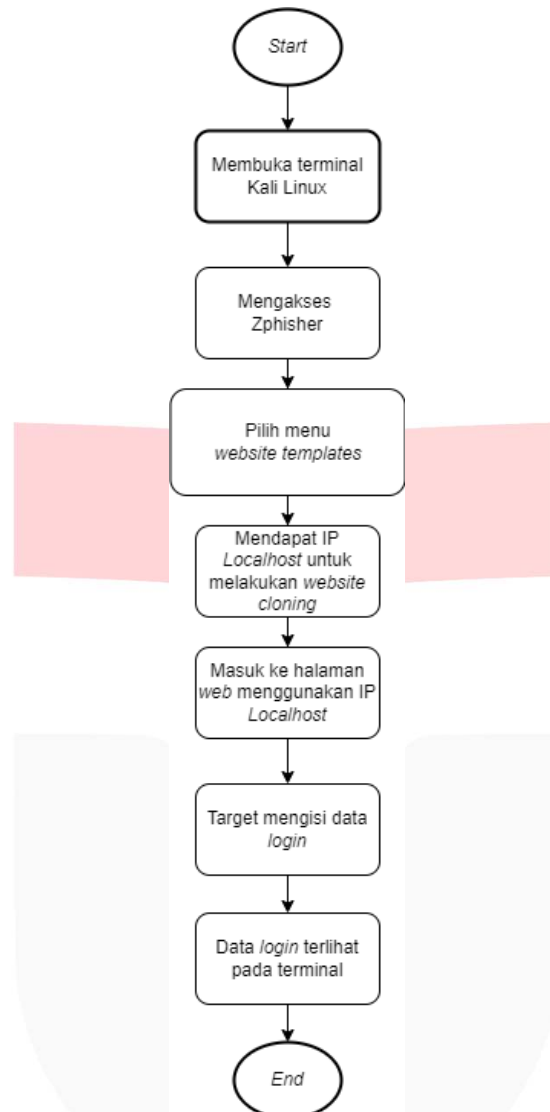 Start
Membuka terminal
Kali Linux
Mengakses
Zphisher
Pilih menu
website templates
Mendapat IP
Localhost untuk
melakukan website
cloning
Masuk ke halaman
web menggunakan IP
Localhost
Target mengisi data
login
Data login terlihat
pada terminal
End